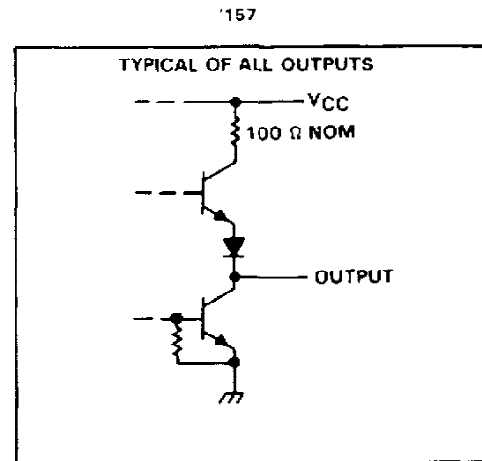 '157
TYPICAL OF ALL OUTPUTS
VCC
100 Ω NOM
OUTPUT